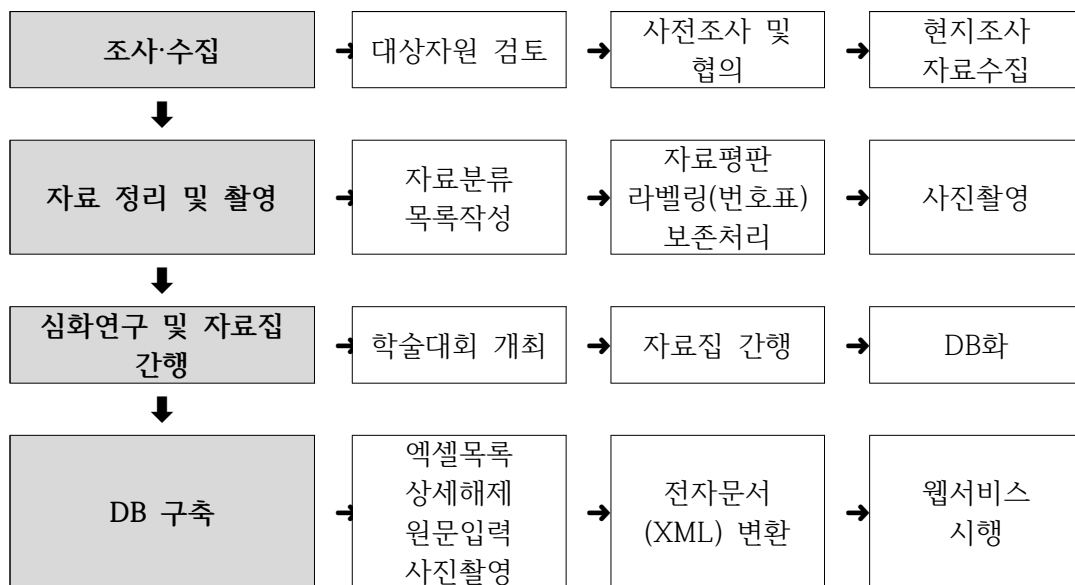 조사·수집
대상자원 검토
사전조사 및
협의
현지조사
자료수집
자료 정리 및 촬영
자료분류
목록작성
자료평판
라벨링(번호표)
보존처리
사진촬영
심화연구 및 자료집
간행
학술대회 개최
자료집 간행
DB화
DB 구축
엑셀목록
상세해제
원문입력
사진촬영
전자문서
(XML) 변환
웹서비스
시행